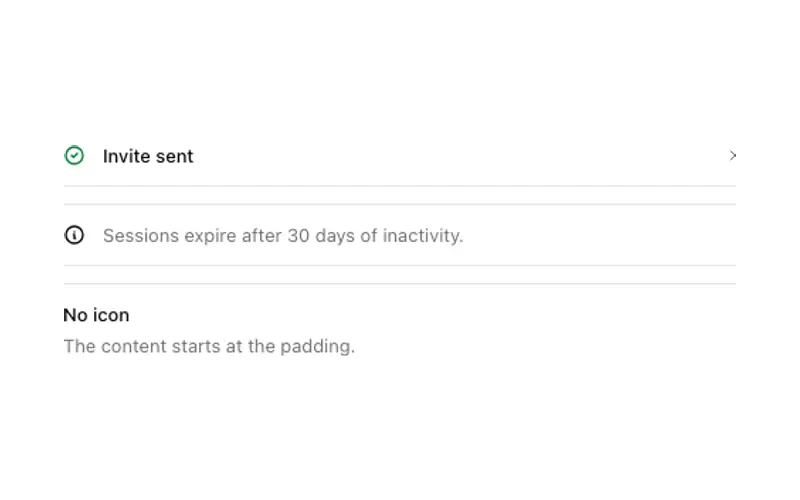 Invite sent
Sessions expire after 30 days of inactivity.
No icon
The content starts at the padding.